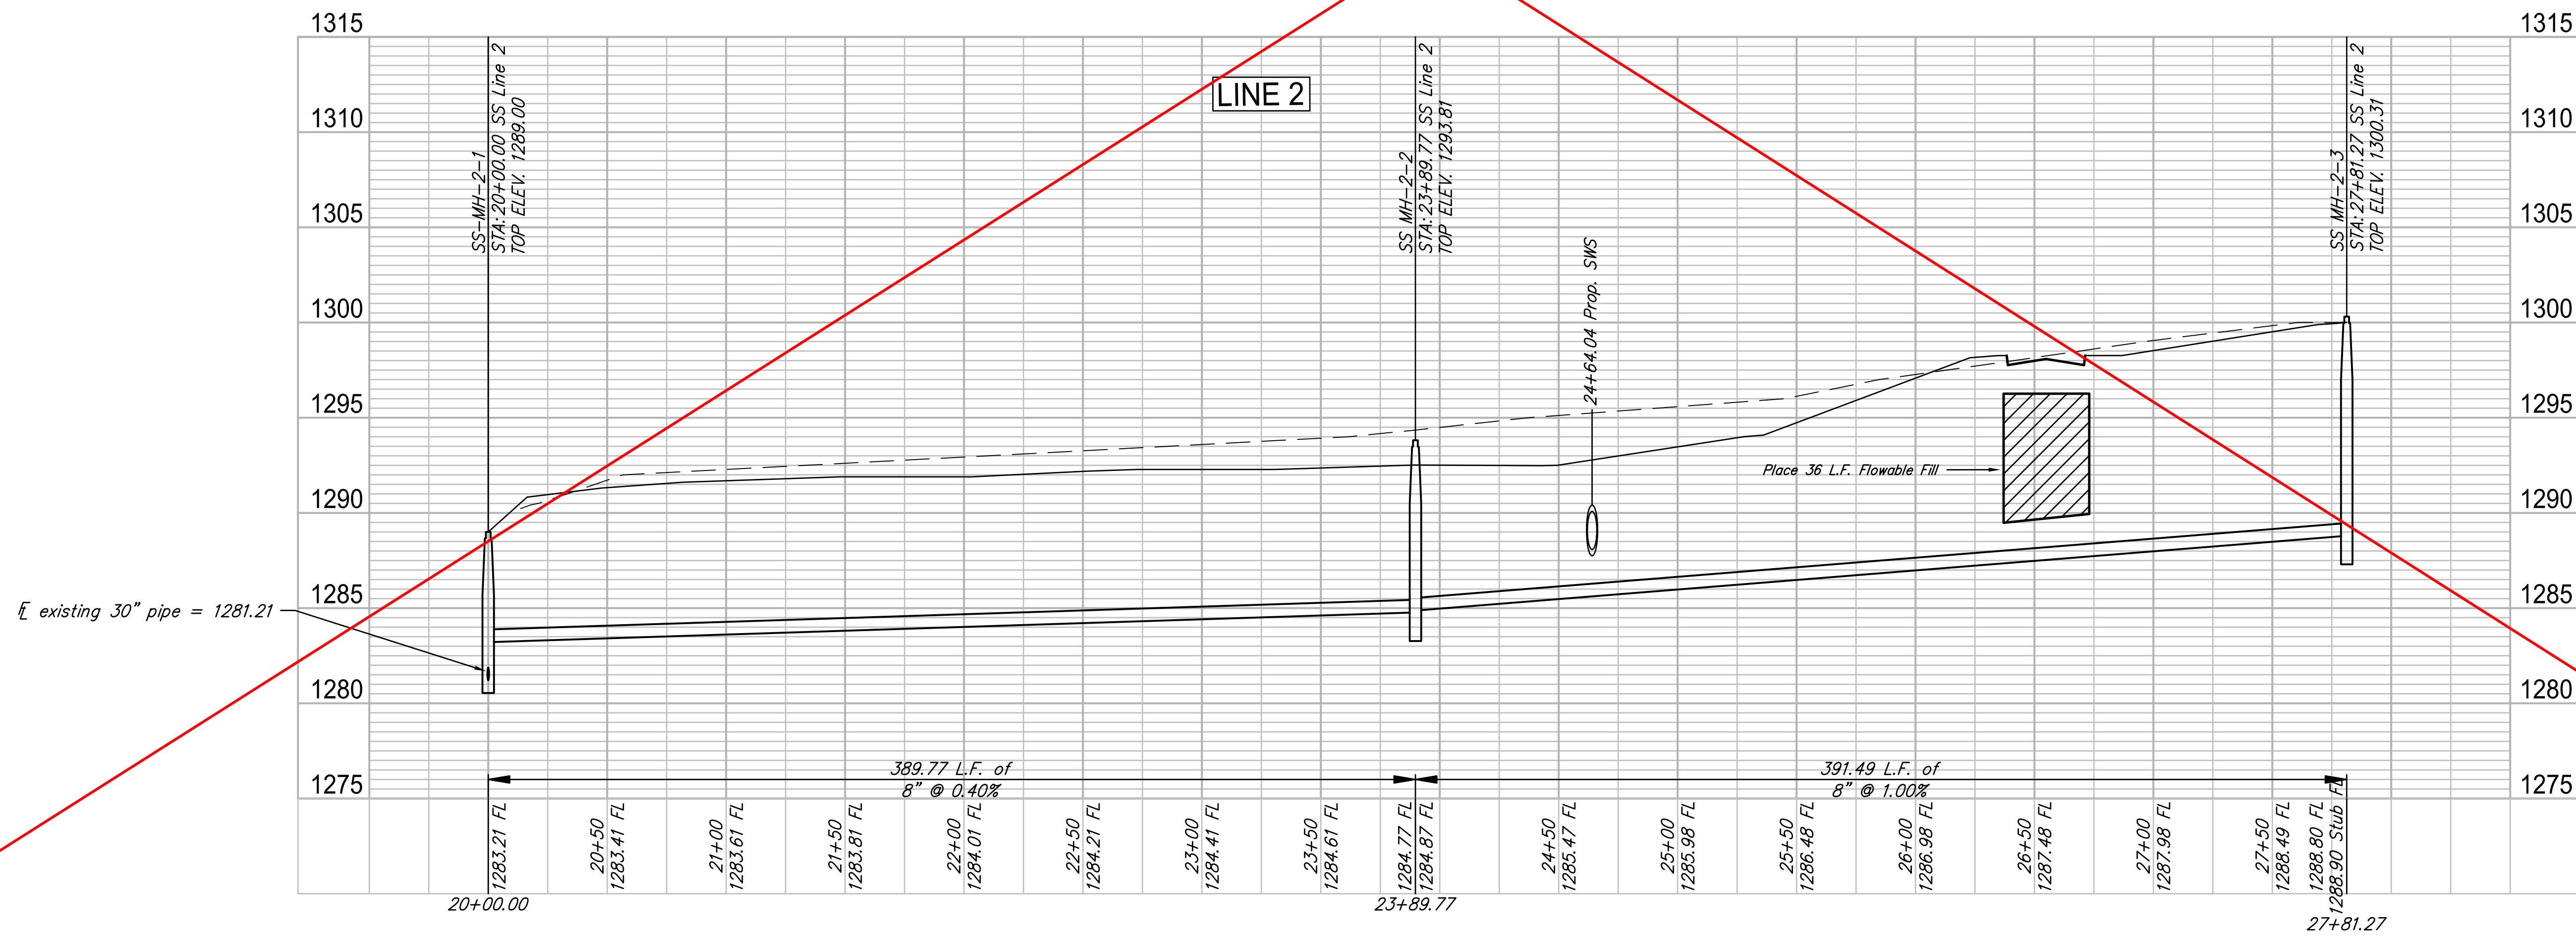 1315
1310
1305
1300
1295
1290
1285
1280
1275
LINE 2
SS-MH-2-1
STA: 20+00.00 SS Line 2
TOP ELEV. 1289.00
SS MH-2-2
STA: 23+89.77 SS Line 2
TOP ELEV. 1293.81
24+64.04 Prop. SWS
SS MH-2-3
STA: 27+81.27 SS Line 2
TOP ELEV. 1300.31
1315
1310
1305
1300
1295
1290
1285
1280
1275
Place 36 L.F. Flowable Fill
existing 30" pipe = 1281.21
389.77 L.F. of
8" @ 0.40%
391.49 L.F. of
8" @ 1.00%
1283.21 FL
20+50
1283.41 FL
21+00
1283.61 FL
21+50
1283.81 FL
22+00
1284.01 FL
22+50
1284.21 FL
23+00
1284.41 FL
23+50
1284.61 FL
1284.77 FL
1284.87 FL
24+50
1285.47 FL
25+00
1285.98 FL
25+50
1286.48 FL
26+00
1286.98 FL
26+50
1287.48 FL
27+00
1287.98 FL
27+50
1288.49 FL
1288.80 FL
1288.90 Stub FL
20+00.00
23+89.77
27+81.27